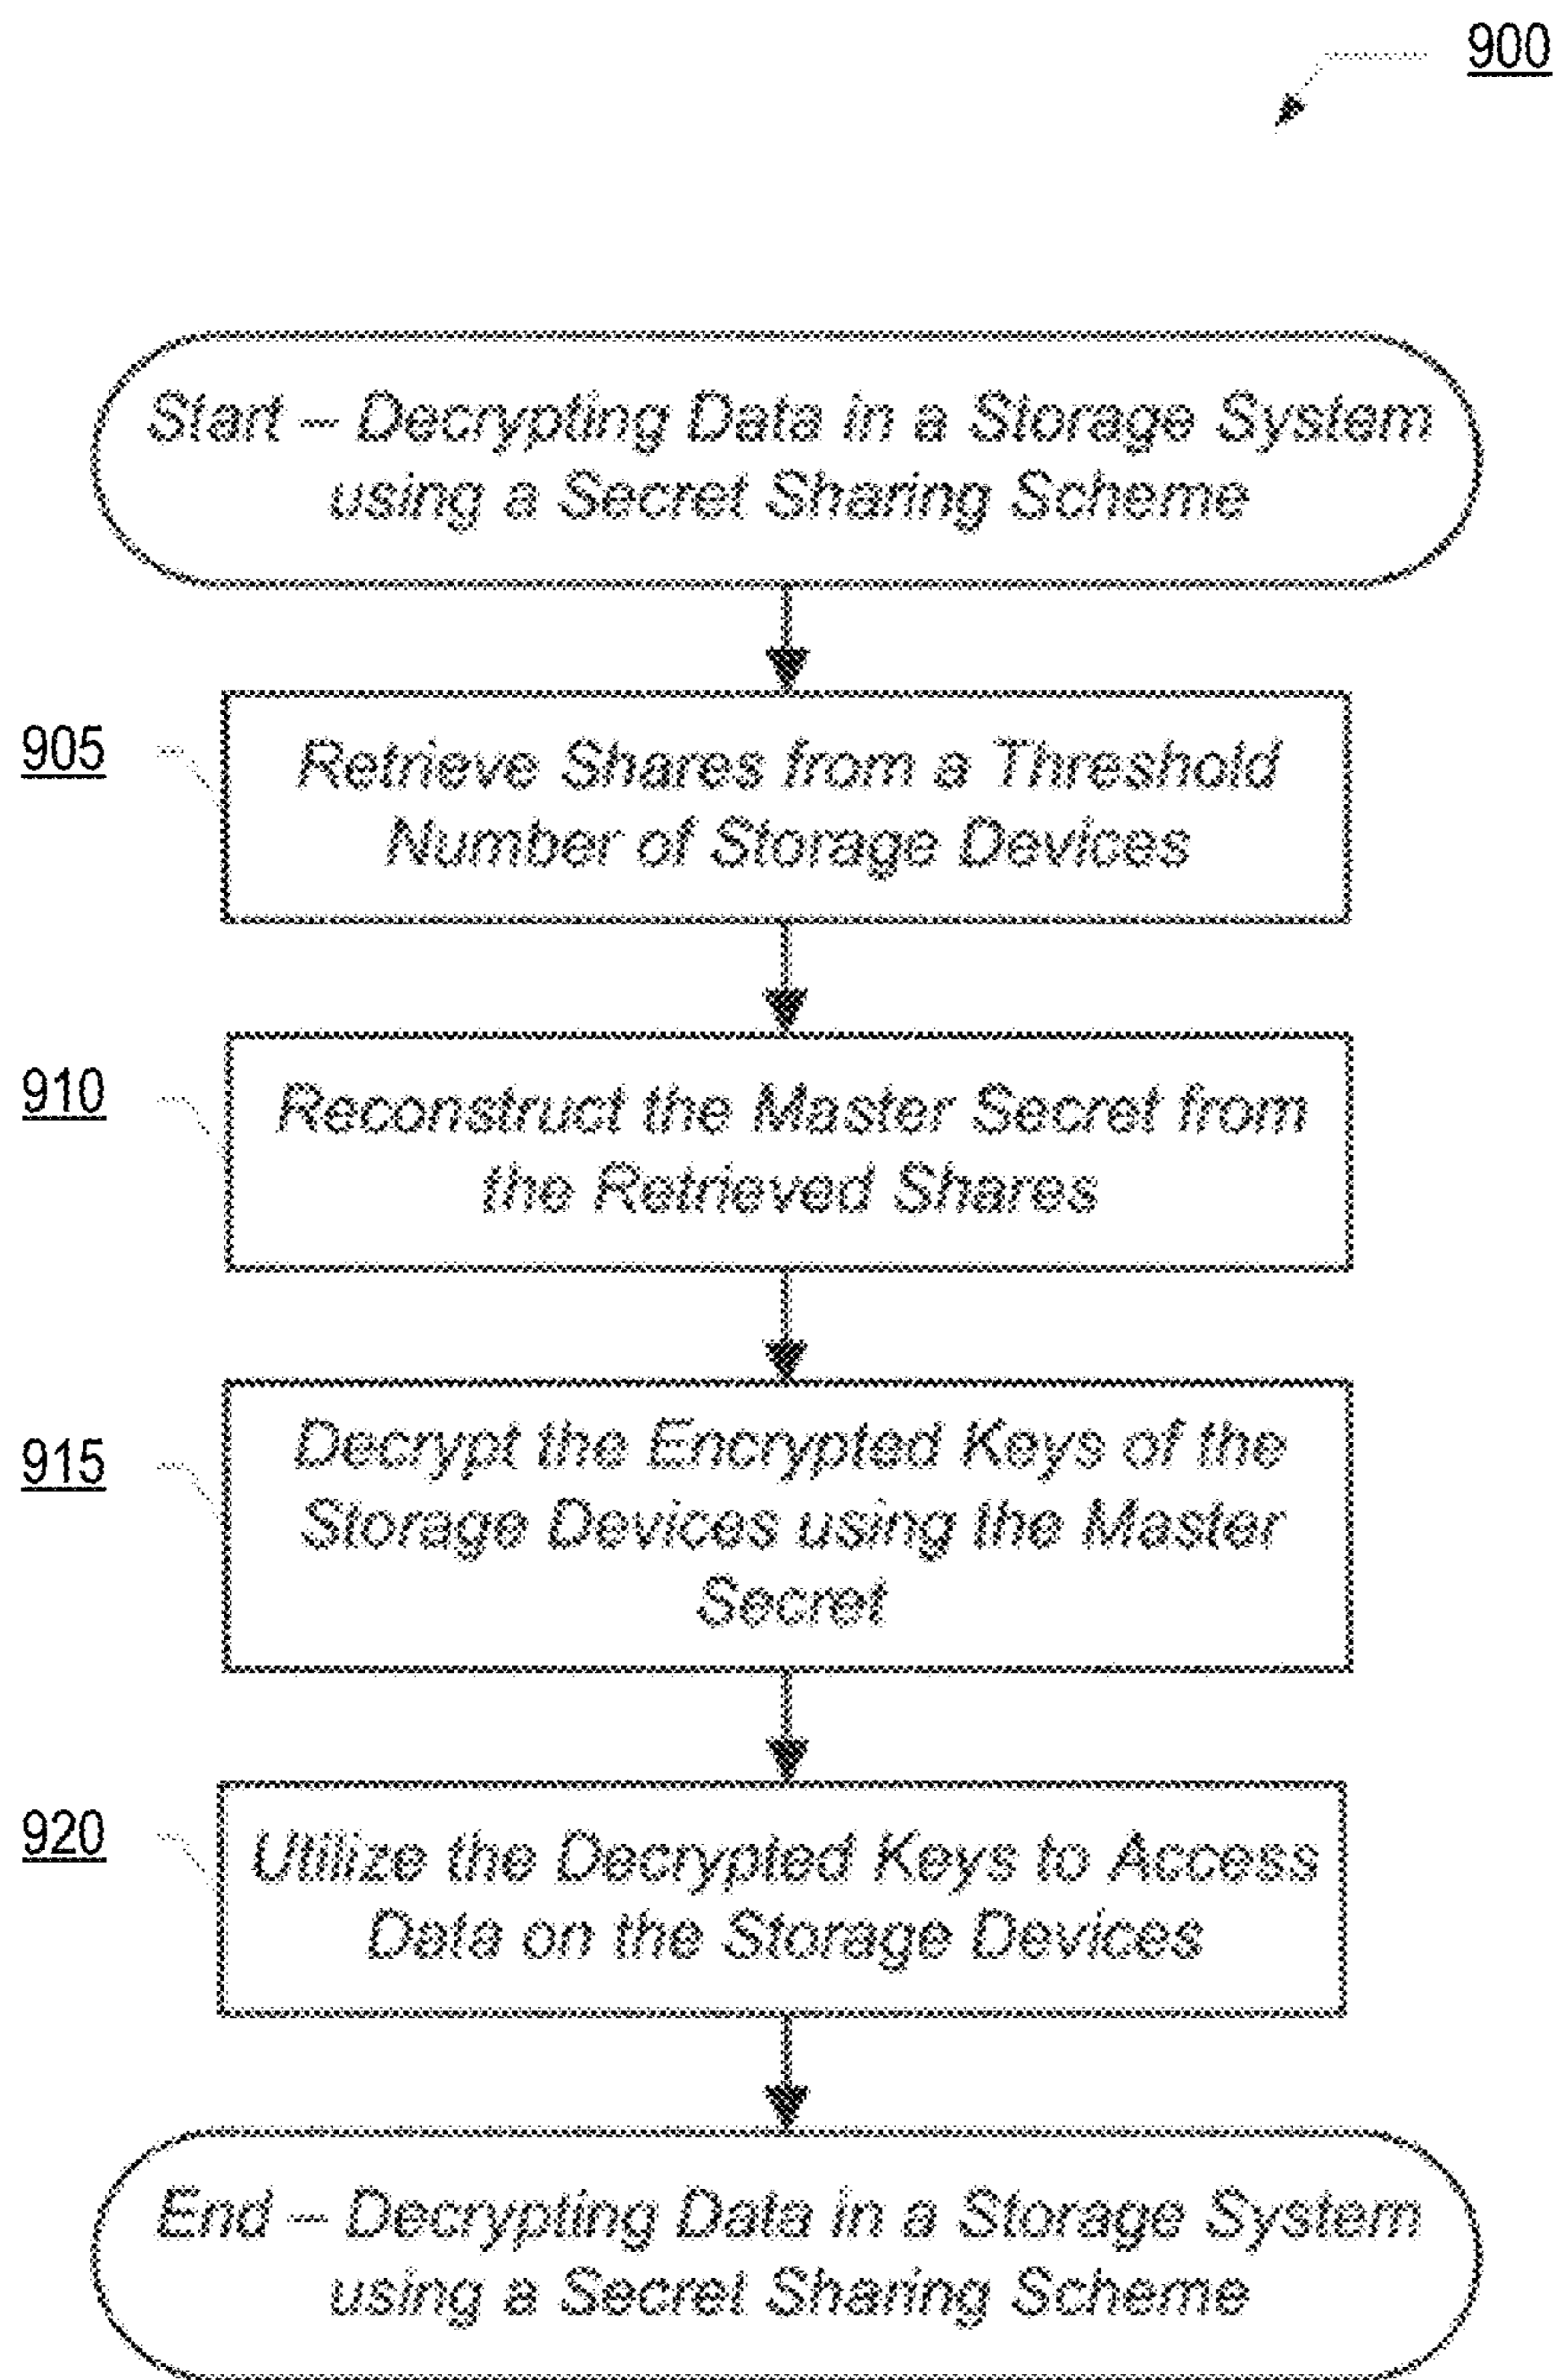 900
Start – Decrypting Data in a Storage System
using a Secret Sharing Scheme
905
Retrieve Shares from a Threshold
Number of Storage Devices
910
Reconstruct the Master Secret from
the Retrieved Shares
915
Decrypt the Encrypted Keys of the
Storage Devices using the Master
Secret
920
Utilize the Decrypted Keys to Access
Data on the Storage Devices
End – Decrypting Data in a Storage System
using a Secret Sharing Scheme